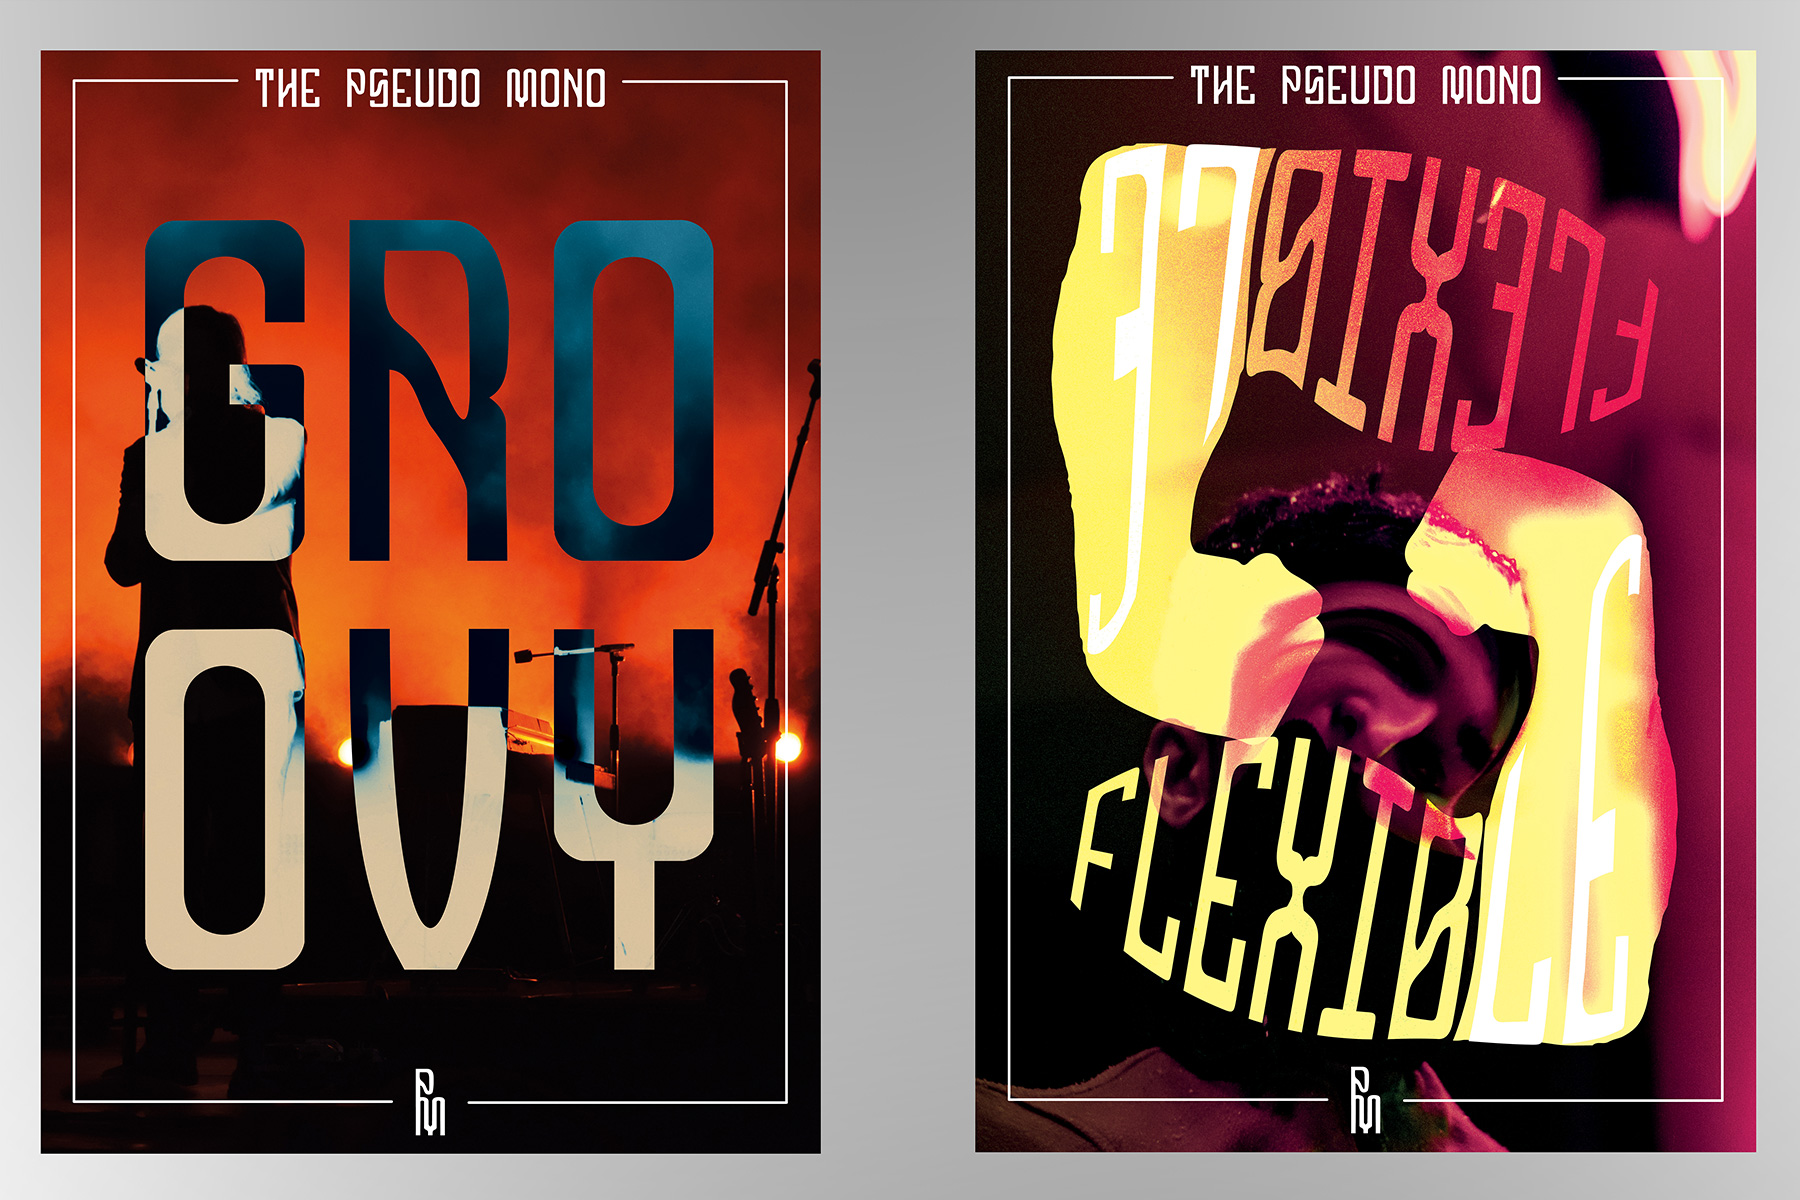 THE PSEUDO MONO
GRO
OVY
PM
THE PSEUDO MONO
FLEXIBLE
FLEXIBLE
PM